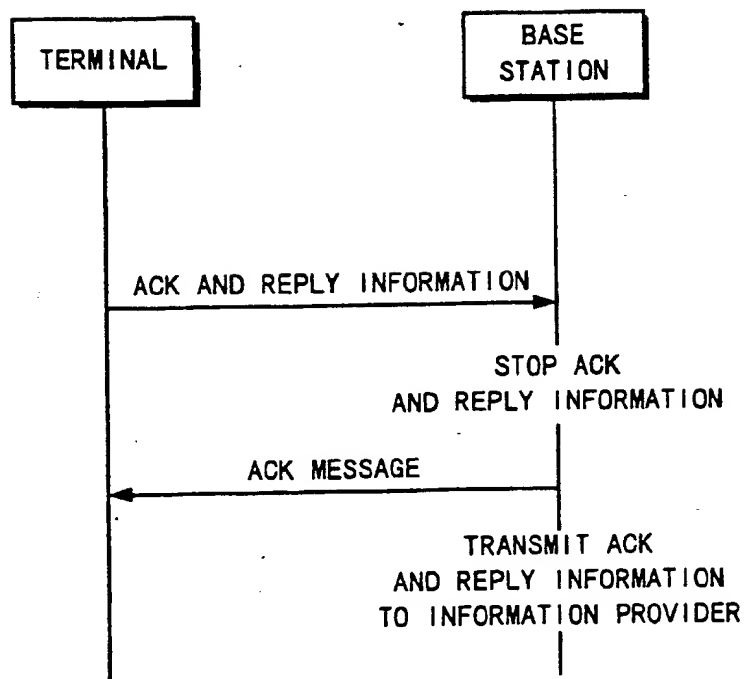 TERMINAL
BASE
STATION
ACK AND REPLY INFORMATION
STOP ACK
AND REPLY INFORMATION
ACK MESSAGE
TRANSMIT ACK
AND REPLY INFORMATION
TO INFORMATION PROVIDER